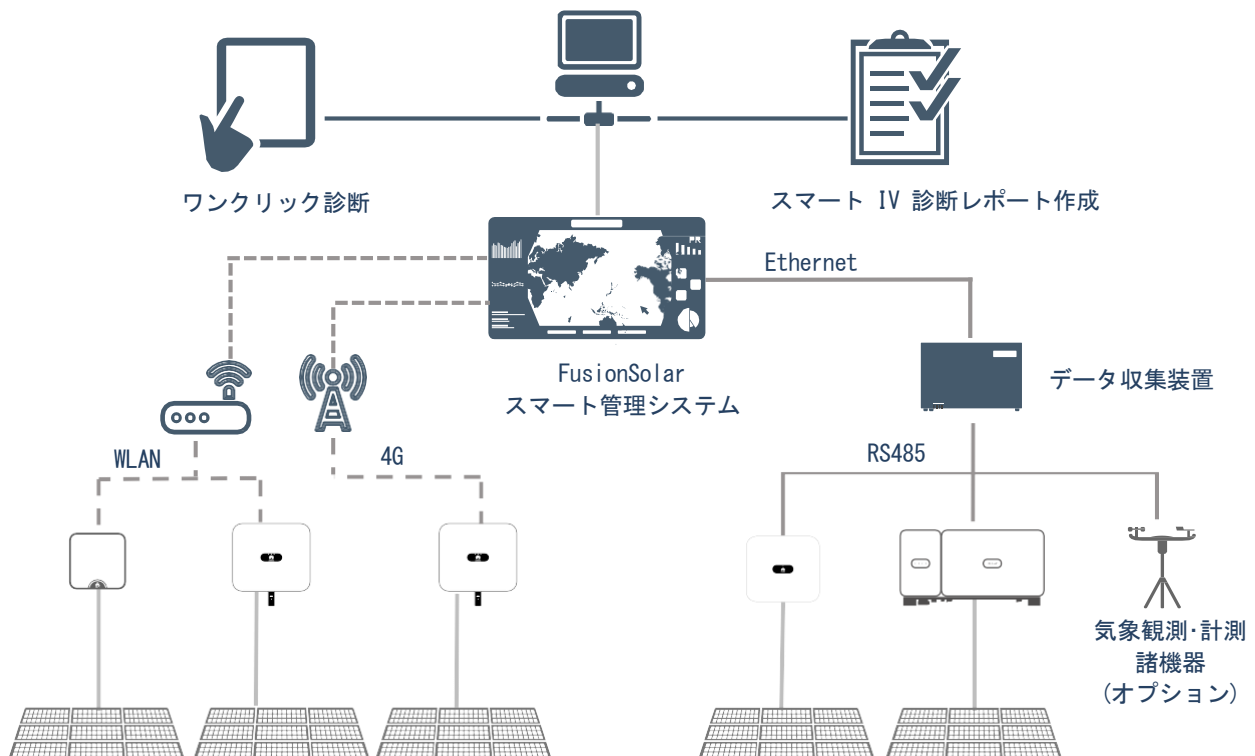 ワンクリック診断
スマート IV 診断レポート作成
Ethernet
FusionSolar
スマート管理システム
データ収集装置
WLAN
4G
RS485
気象観測･計測
諸機器
(オプション)